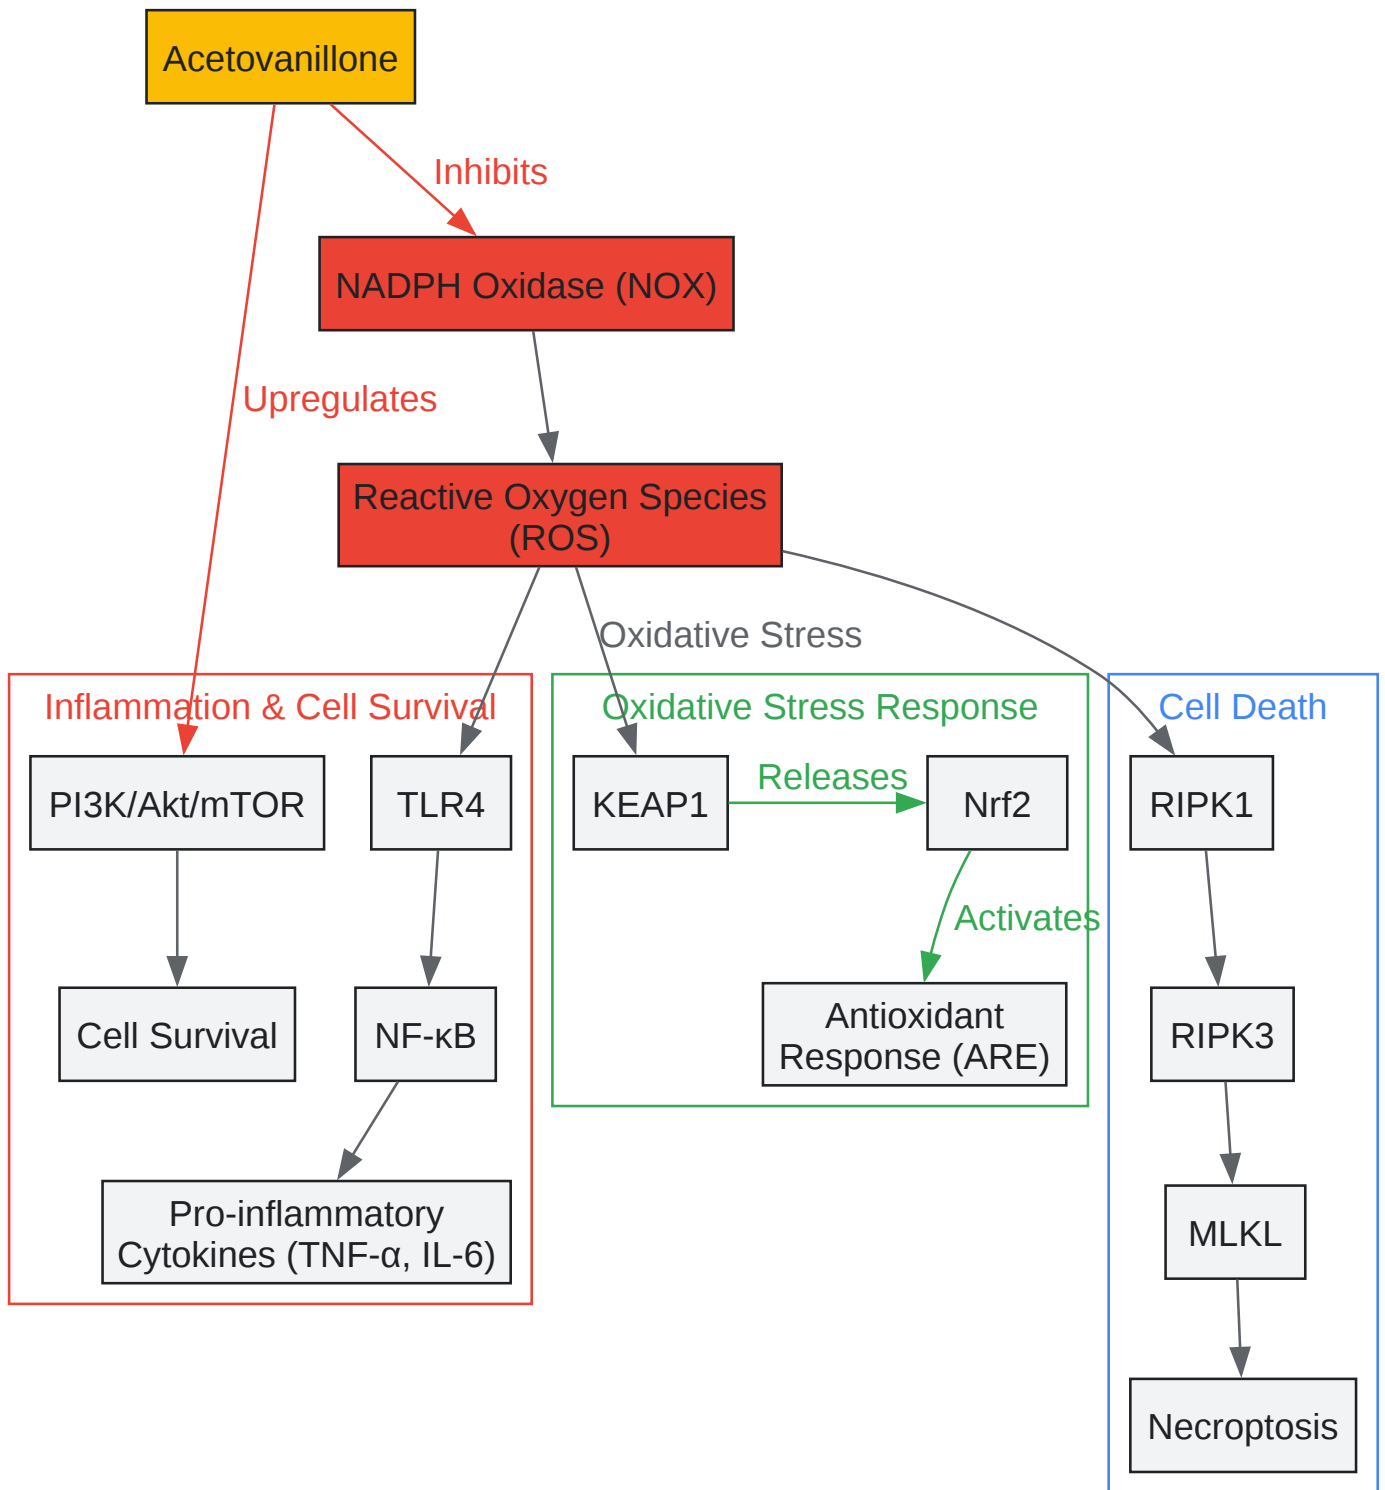 Acetovanillone
Inhibits
NADPH Oxidase (NOX)
Upregulates
Reactive Oxygen Species
(ROS)
Oxidative Stress
Inflammation & Cell Survival
Oxidative Stress Response
Cell Death
PI3K/Akt/mTOR
TLR4
KEAP1
Releases
Nrf2
RIPK1
Activates
Cell Survival
NF-κB
Antioxidant
Response (ARE)
RIPK3
Pro-inflammatory
Cytokines (TNF-α, IL-6)
MLKL
Necroptosis